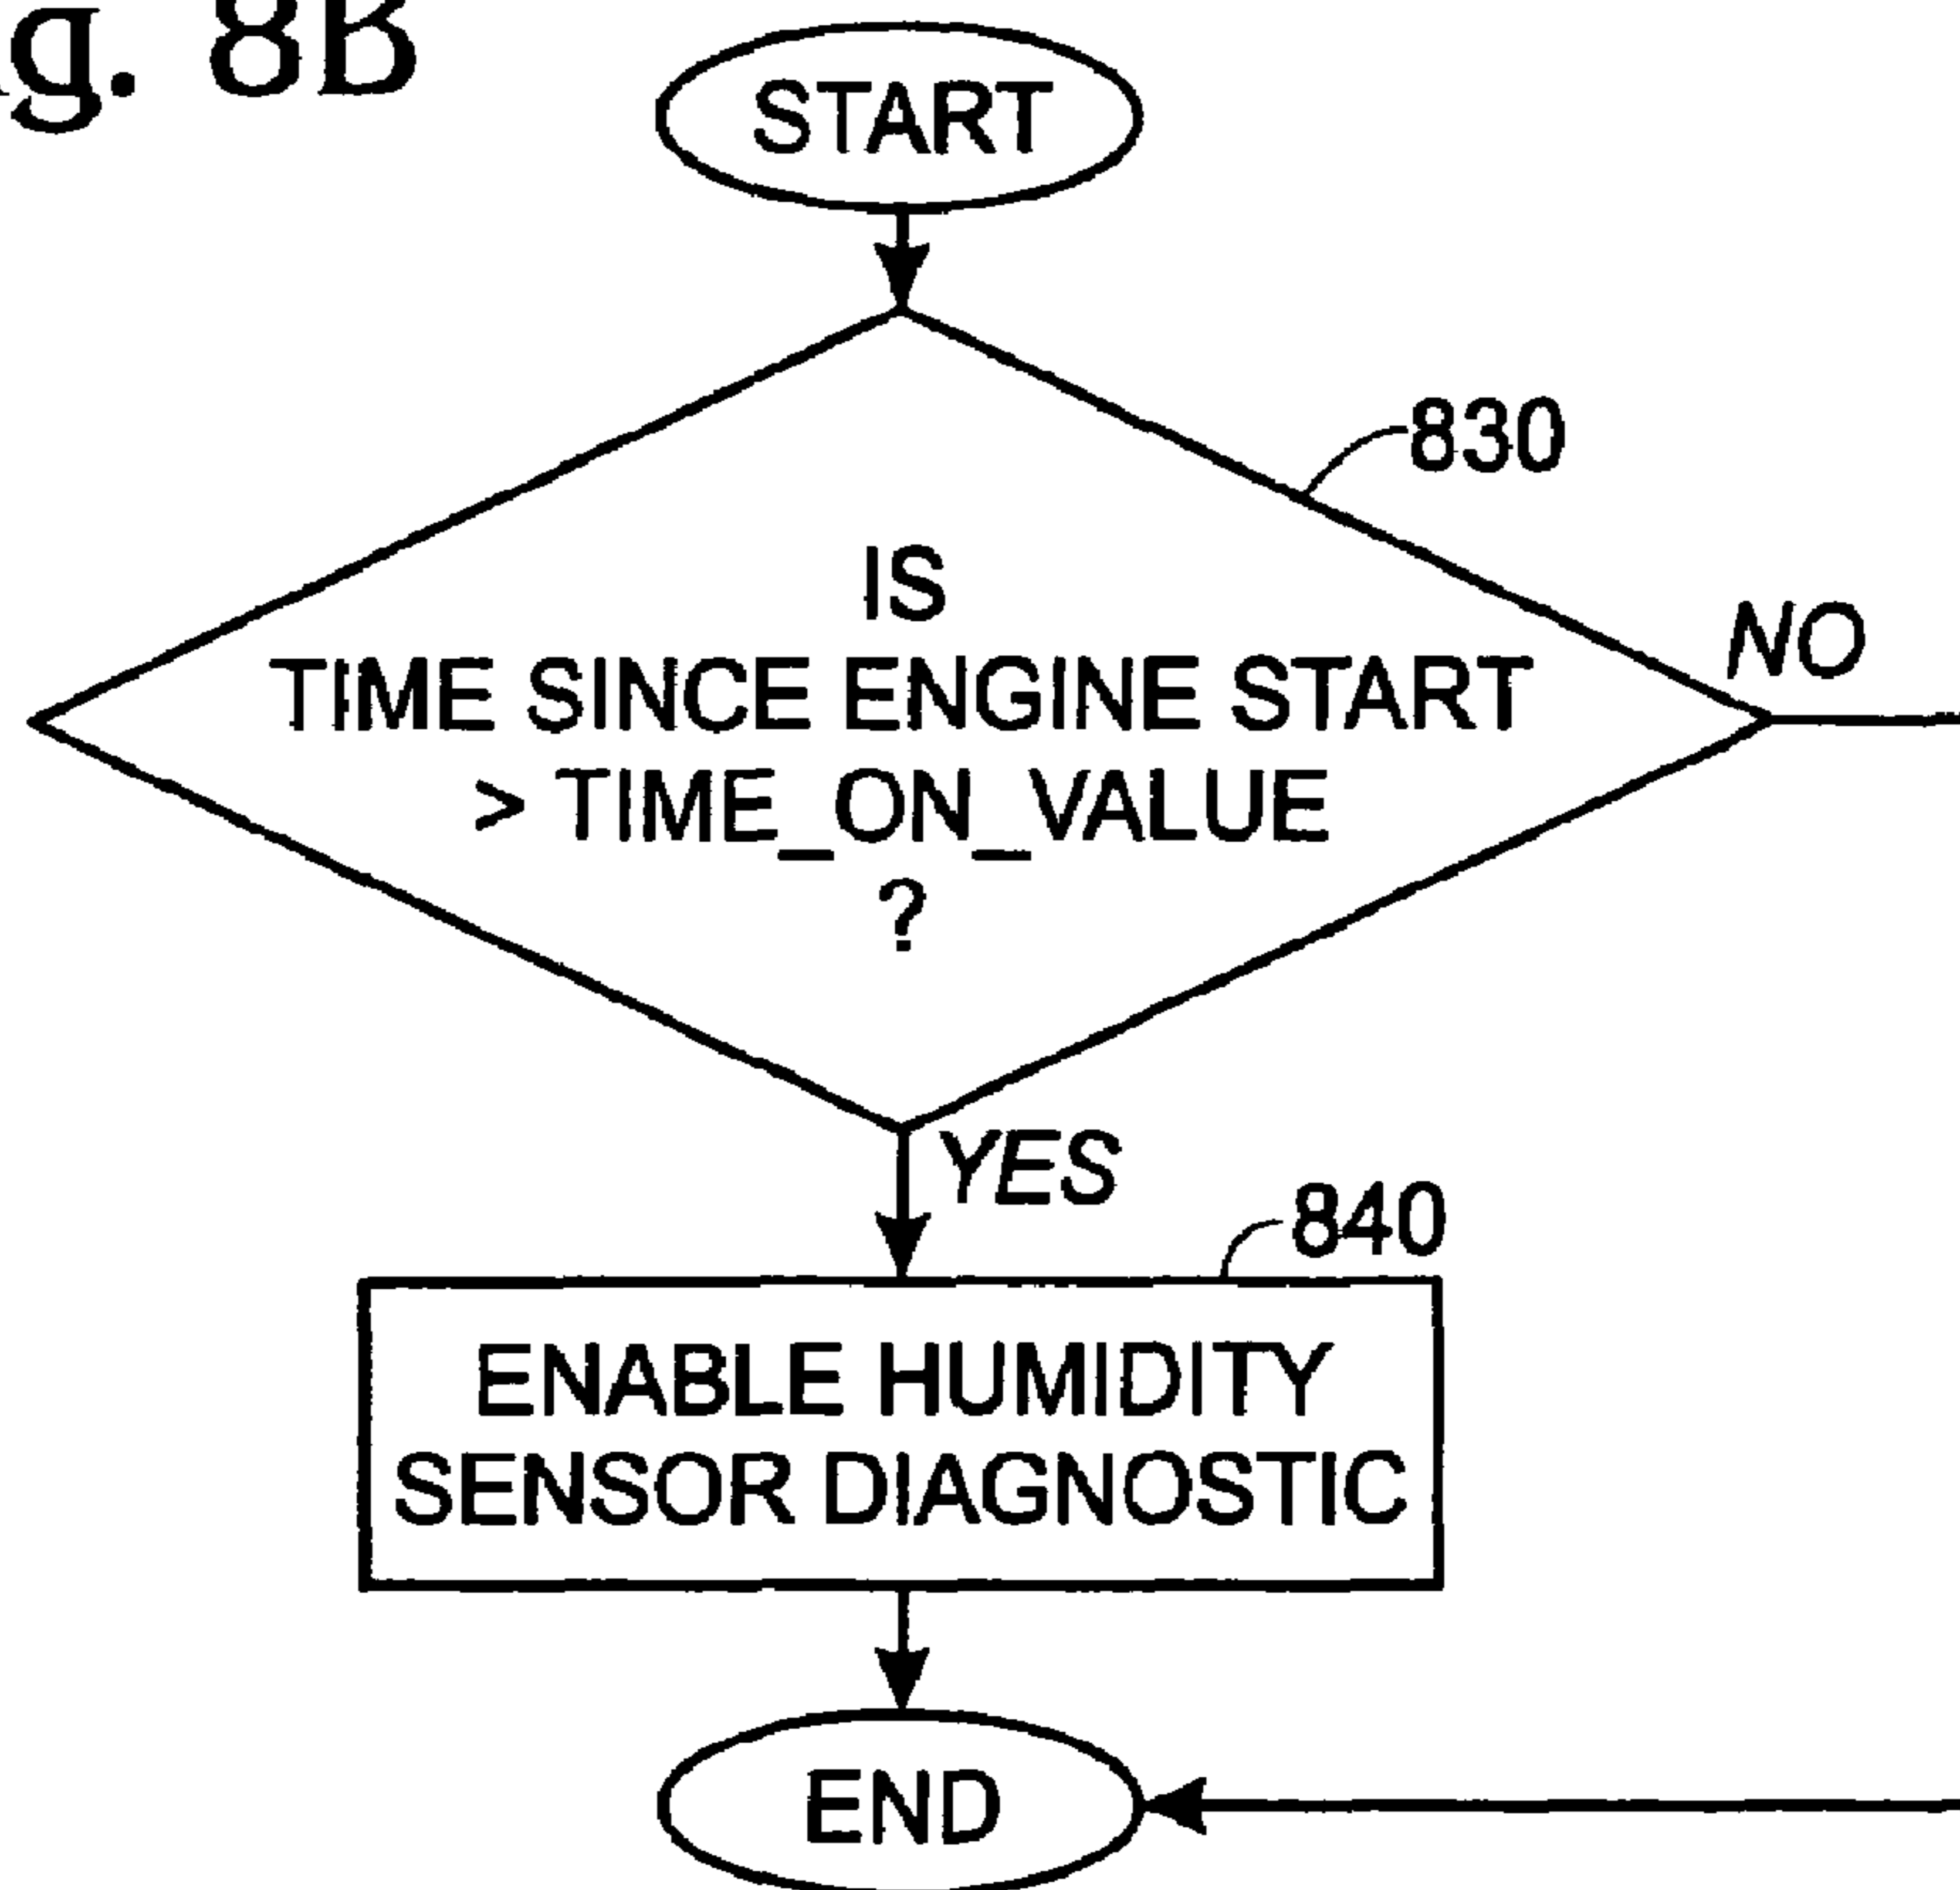 g. 8B
START
830
IS
TIME SINCE ENGINE START
> TIME_ON_VALUE
?
NO
YES
840
ENABLE HUMIDITY
SENSOR DIAGNOSTIC
END